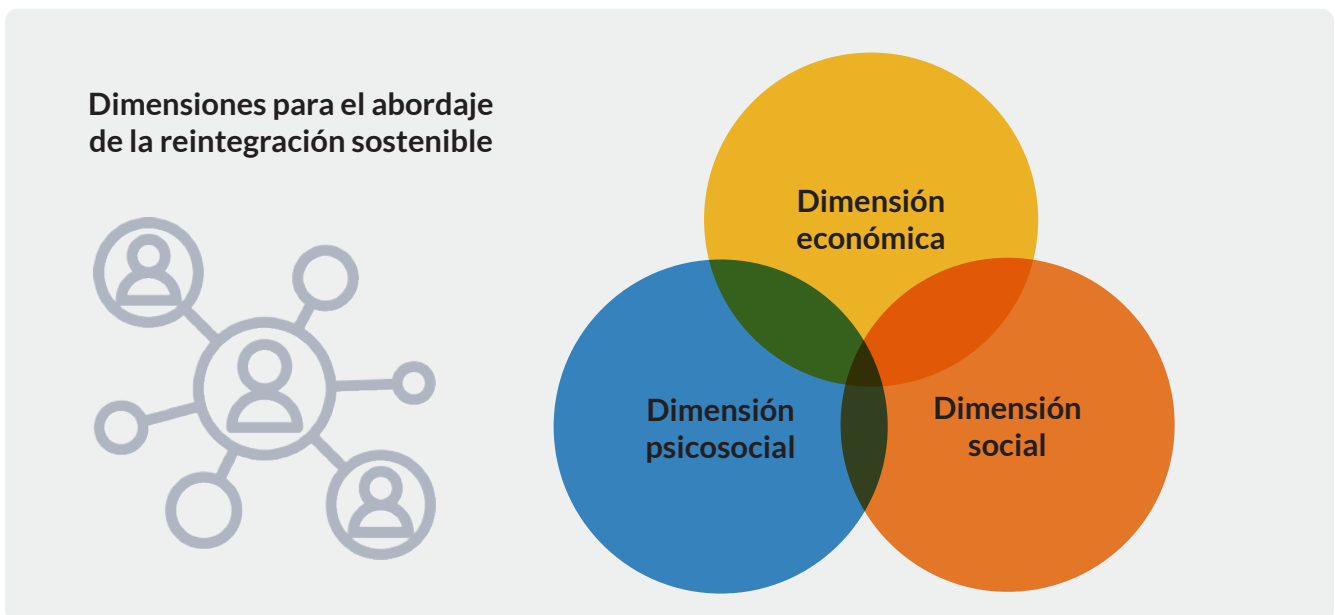 Dimensiones para el abordaje
de la reintegración sostenible
Dimensión
económica
Dimensión
psicosocial
Dimensión
social